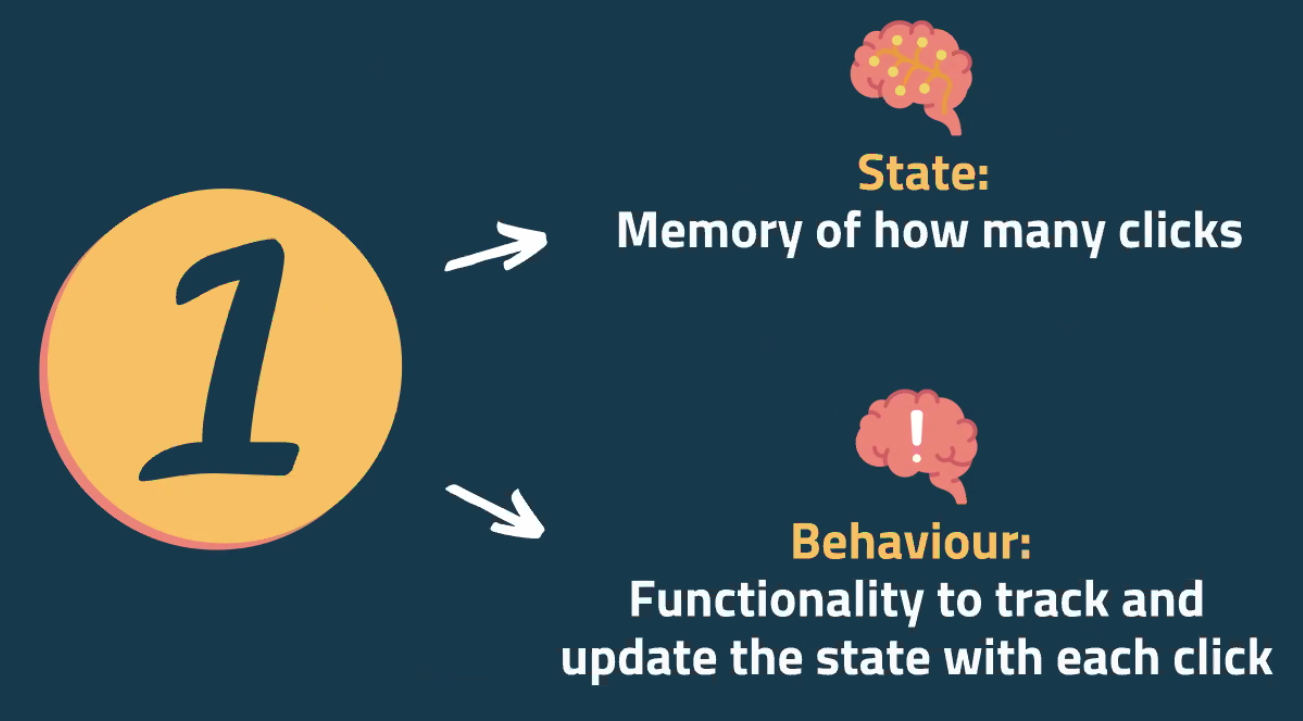 1
State:
Memory of how many clicks
!
Behaviour:
Functionality to track and
update the state with each click